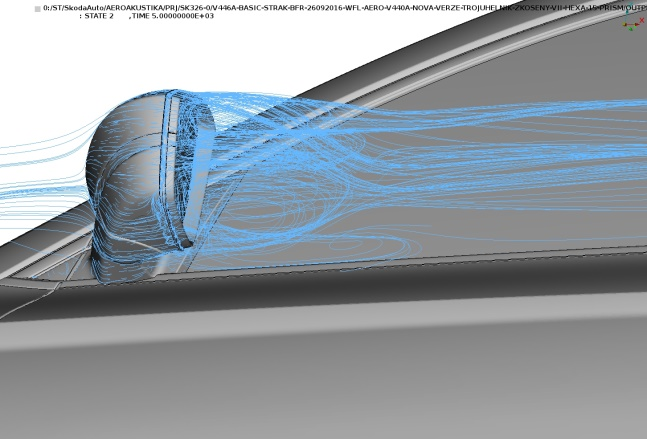 0:/ST/SkodaAuto/AEROAKUSTIKA/PRJ/SK326-0/V446A-BASIC-STRAK-BFR-26092016-WFL-AERO-V440A-NOVA-VERZE-TROJUHELNIK-ZKOSENY-VII-HEXA-15-PRISM/OUTP
: STATE 2 ,TIME 5.00000000E+03